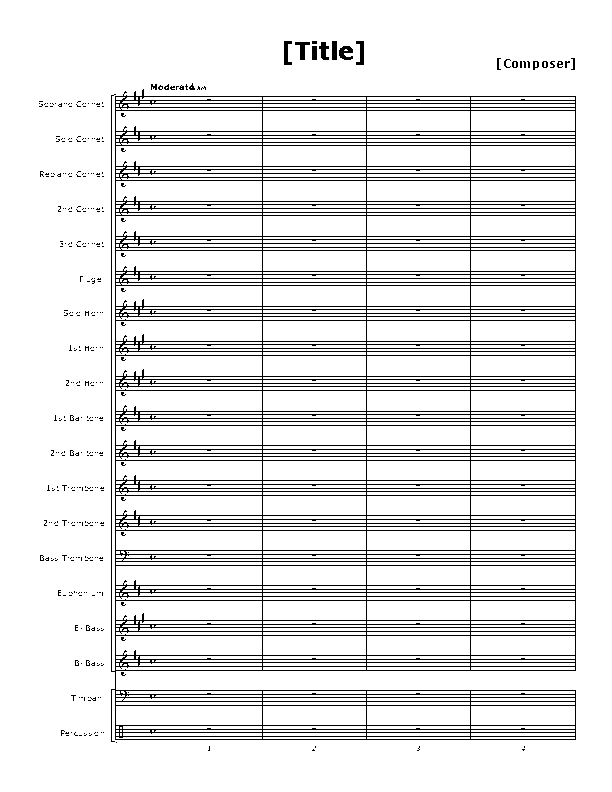 [Title]
[Composer]
Moderato
Soprano Cornet
Solo Cornet
Repiano Cornet
2nd Cornet
3rd Cornet
Flugel
Solo Horn
1st Horn
2nd Horn
1st Baritone
2nd Baritone
1st Trombone
2nd Trombone
Bass Trombone
Euphonium
E♭ Bass
B♭ Bass
Timpani
Percussion
1 2 3 4